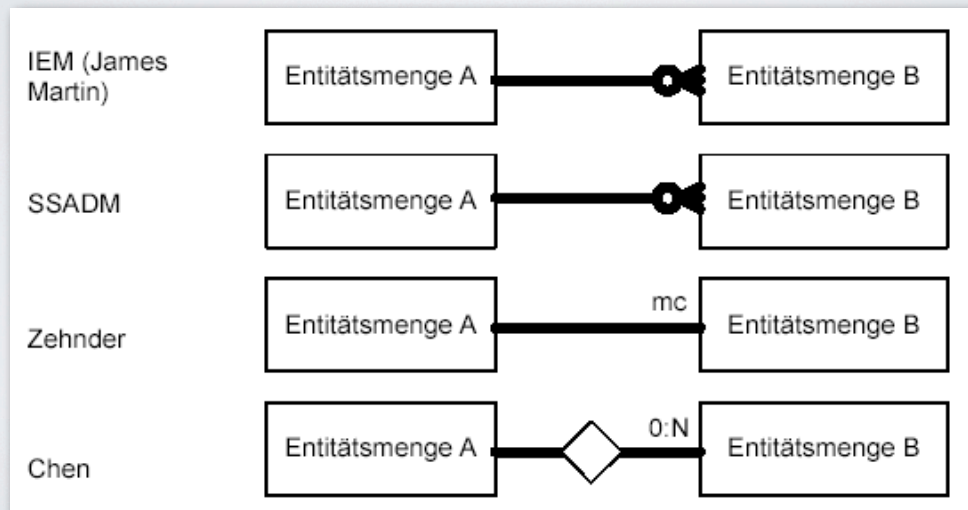 IEM (James
Martin)
Entitätsmenge A
Entitätsmenge B
SSADM
Entitätsmenge A
Entitätsmenge B
Zehnder
Entitätsmenge A
mc
Entitätsmenge B
Chen
Entitätsmenge A
0:N
Entitätsmenge B